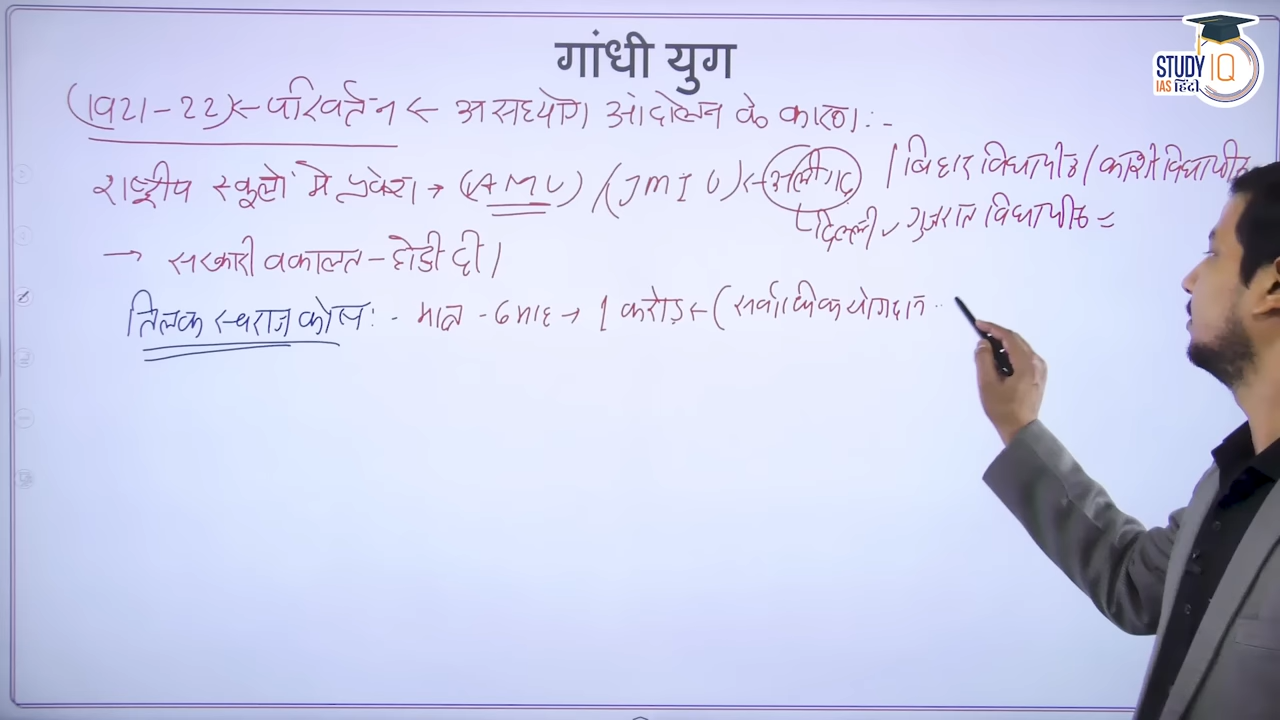 गांधी युग
STUDY IQ
IAS हिंदी
(1921-22) ← परिवर्तन ← असहयोग आंदोलन के कारण :-
राष्ट्रीय स्कूलों में प्रवेश → (AMU) / (JMIU) ← अलीगढ़ / बिहार विद्यापीठ / काशी विद्यापीठ
दिल्ली ✓ गुजरात विद्यापीठ =
→ सरकारी वकालत - छोडी दी।
तिलक स्वराज कोष :- मात्र - 6 माह → 1 करोड़ ← (सर्वाधिक योगदान ..